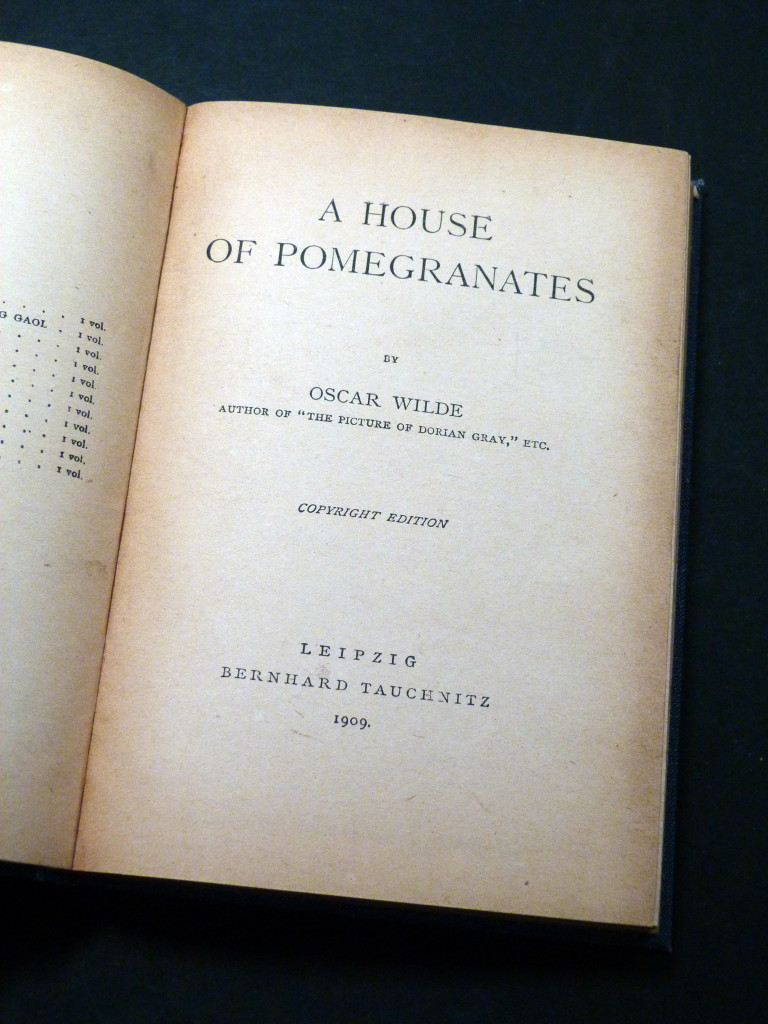 1 vol.
G GAOL . 1 vol.
1 vol.
1 vol.
1 vol.
1 vol.
1 vol.
1 vol.
1 vol.
1 vol.
1 vol.
A HOUSE
OF POMEGRANATES
BY
OSCAR WILDE
AUTHOR OF “THE PICTURE OF DORIAN GRAY,” ETC.
COPYRIGHT EDITION
LEIPZIG
BERNHARD TAUCHNITZ
1909.